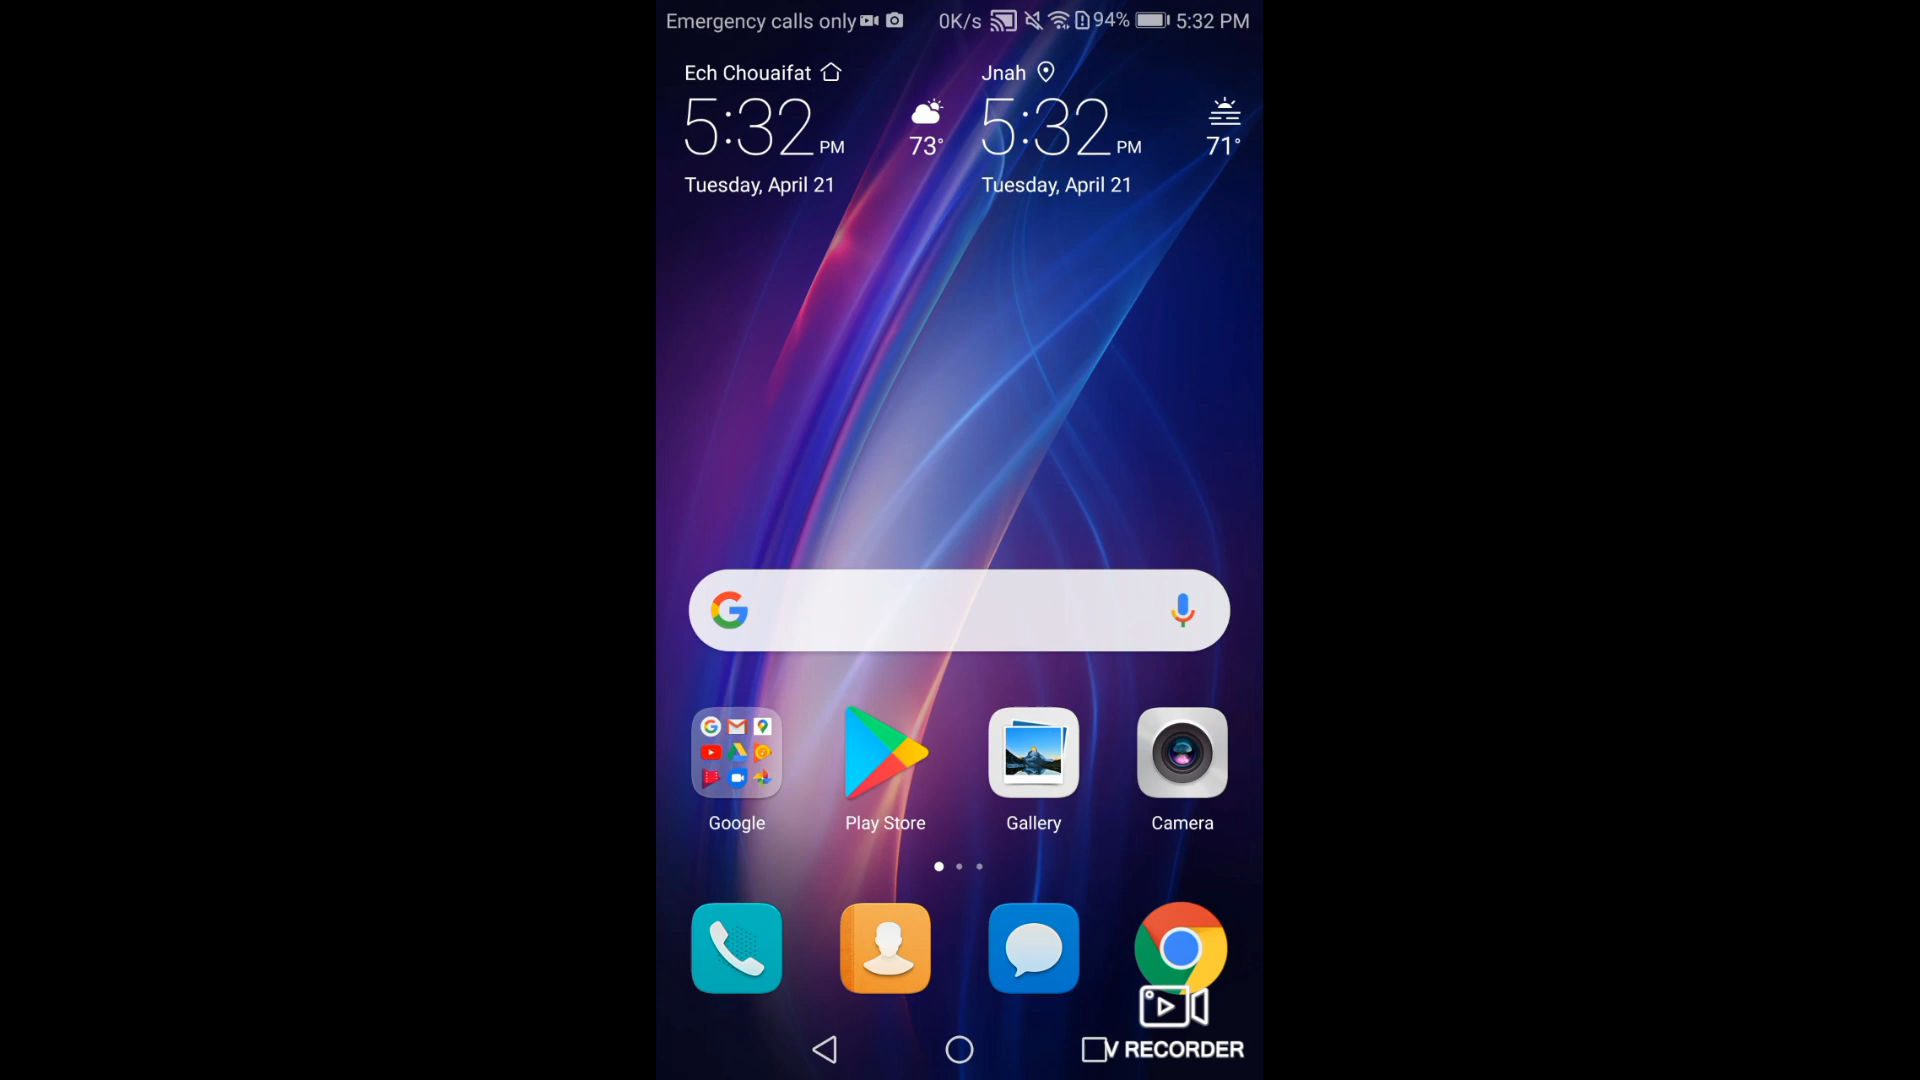 Emergency calls only 0K/s 94% 5:32 PM
Ech Chouaifat
5:32 PM
73°
Tuesday, April 21
Jnah
5:32 PM
71°
Tuesday, April 21
Google
Play Store
Gallery
Camera
V RECORDER